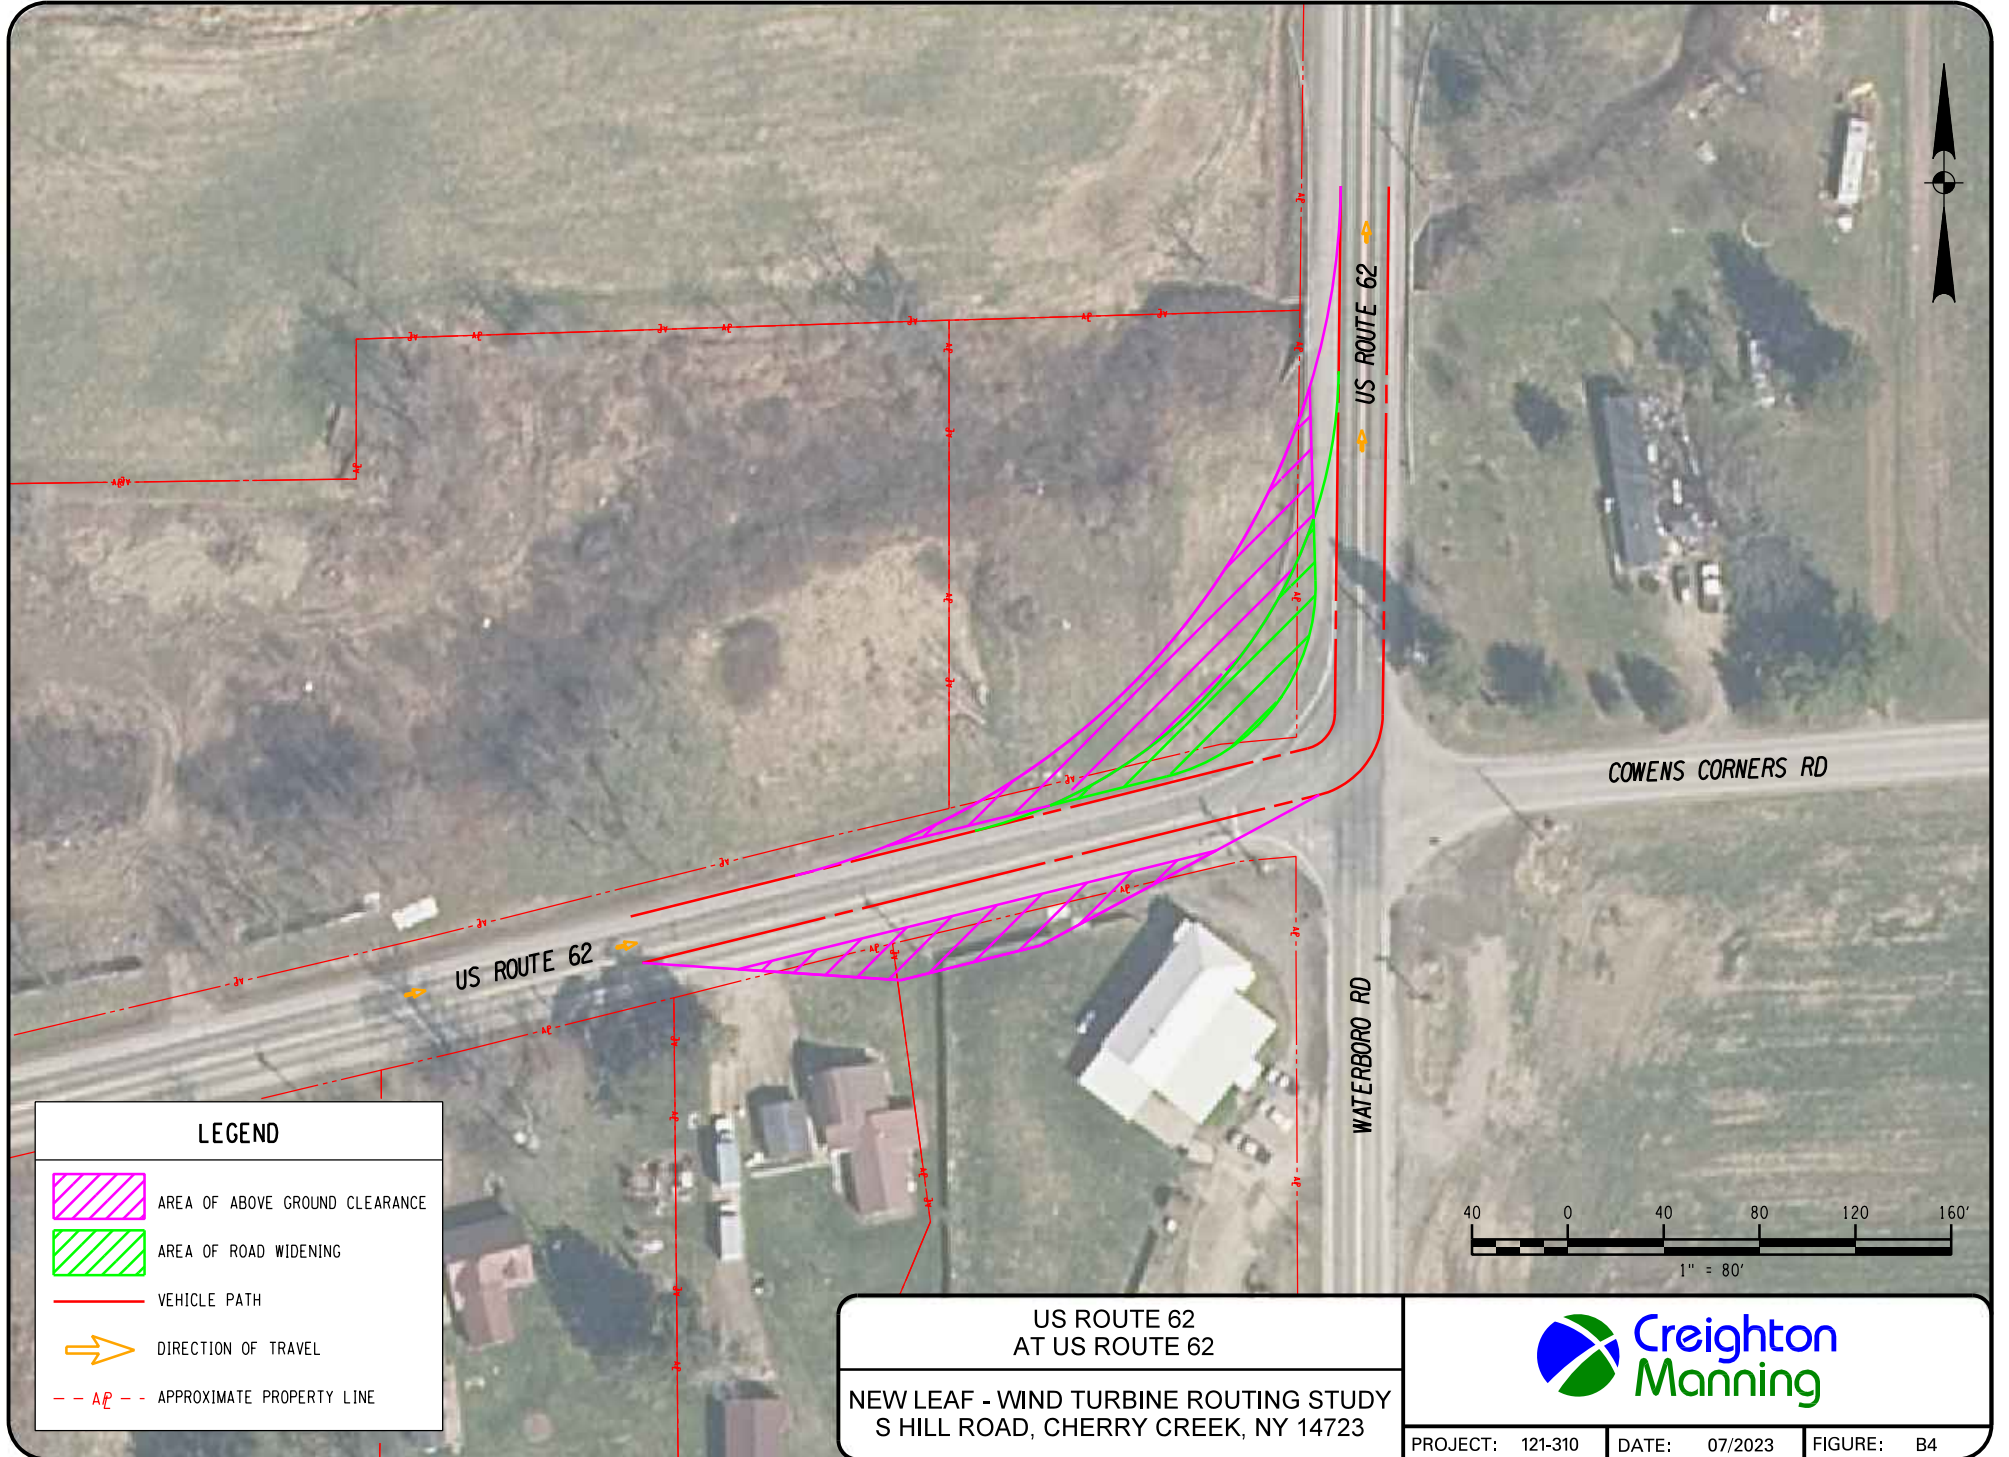 US ROUTE 62
COWENS CORNERS RD
US ROUTE 62
WATERBORO RD
LEGEND
AREA OF ABOVE GROUND CLEARANCE
AREA OF ROAD WIDENING
VEHICLE PATH
DIRECTION OF TRAVEL
APPROXIMATE PROPERTY LINE
40 0 40 80 120 160'
1" = 80'
US ROUTE 62
AT US ROUTE 62
NEW LEAF - WIND TURBINE ROUTING STUDY
S HILL ROAD, CHERRY CREEK, NY 14723
Creighton
Manning
PROJECT: 121-310 DATE: 07/2023 FIGURE: B4